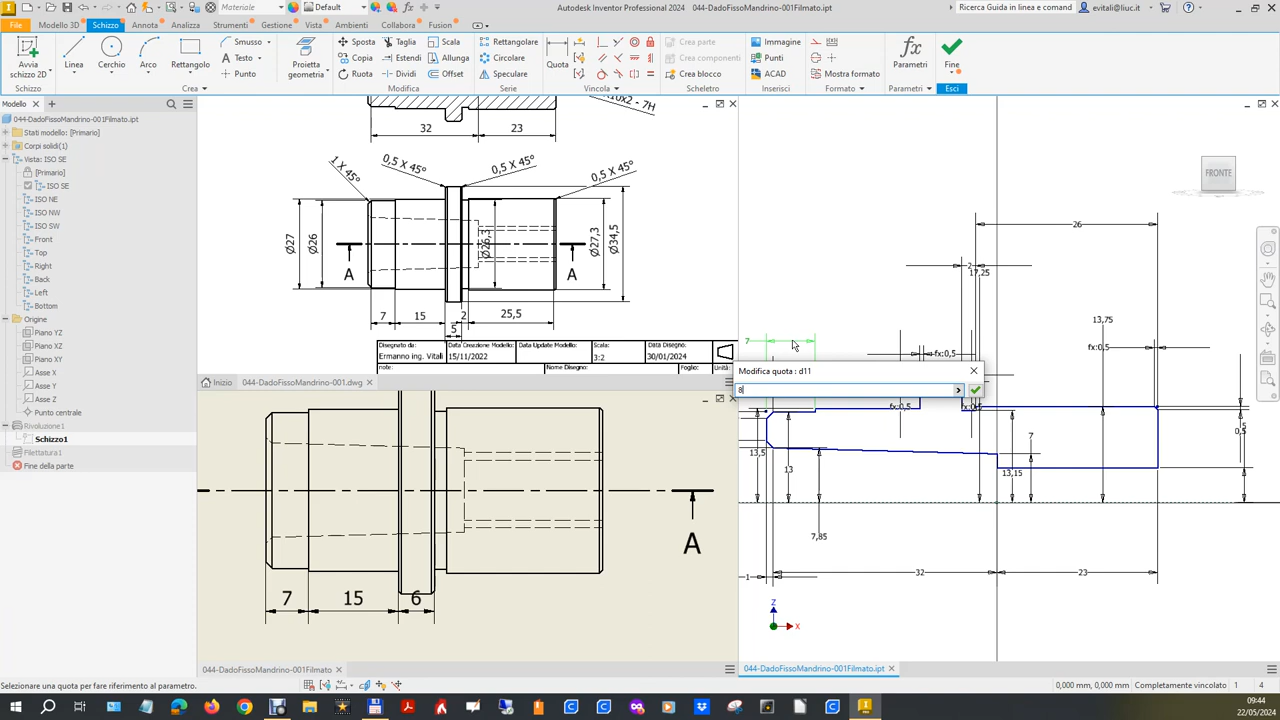 Materiale
Default
Autodesk Inventor Professional 2024 044-DadoFissoMandrino-001Filmato.ipt
Ricerca Guida in linea e comandi
evitali@liuc.it
File Modello 3D Schizzo Annota Analizza Strumenti Gestione Vista Ambienti Collabora Fusion
Avvia schizzo 2D
Linea
Cerchio
Arco
Rettangolo
Smusso
Testo
Punto
Proietta geometria
Sposta Taglia Scala
Copia Estendi Allunga
Ruota Dividi Offset
Rettangolare
Circolare
Speculare
Quota
Crea parte
Crea componenti
Crea blocco
Immagine
Punti
ACAD
Mostra formato
fx
Parametri
Fine
Schizzo Crea Modifica Serie Vincola Scheletro Inserisci Formato Parametri Esci
Modello
044-DadoFissoMandrino-001Filmato.ipt
Stati modello: [Primario]
Corpi solidi(1)
Vista: ISO SE
[Primario]
ISO SE
ISO NE
ISO NW
ISO SW
Front
Top
Right
Back
Left
Bottom
Origine
Piano YZ
Piano XZ
Piano XY
Asse X
Asse Y
Asse Z
Punto centrale
Rivoluzione1
Schizzo1
Filettatura1
Fine della parte
32 23
1 X 45°
0,5 X 45°
0,5 X 45°
0,5 X 45°
Ø27
Ø26
Ø27,3
Ø34,5
A
A
7 15 5 2 25,5
Disegnato da:
Ermanno ing. Vitali
Data Creazione Modello:
15/11/2022
Data Update Modello:
Scala:
3:2
Data Disegno:
30/01/2024
note: Nome Disegno: Foglio: Unità:
Inizio 044-DadoFissoMandrino-001.dwg
A
7 15 6
044-DadoFissoMandrino-001Filmato
FRONTE
26
2
17,25
13,75
fx:0,5
fx:0,5
7
Modifica quota : d11
8
fx:0,5
fx:0,5
13,5
13
7
13,15
0,5
7,85
1
32
23
Z
X
044-DadoFissoMandrino-001Filmato.ipt
Selezionare una quota per fare riferimento al parametro.
0,000 mm, 0,000 mm Completamente vincolato 1 4
09:44
22/05/2024